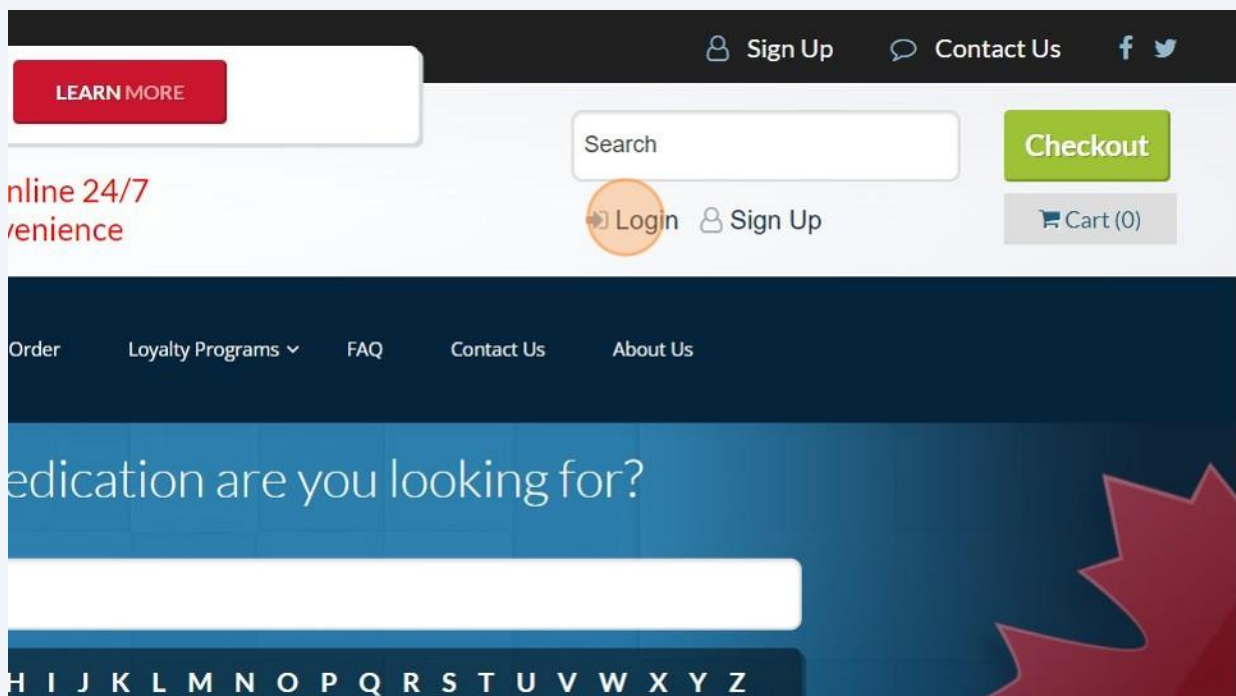 Sign Up Contact Us
LEARN MORE
Search
Checkout
nline 24/7
venience
Login Sign Up
Cart (0)
Order Loyalty Programs FAQ Contact Us About Us
edication are you looking for?
H I J K L M N O P Q R S T U V W X Y Z